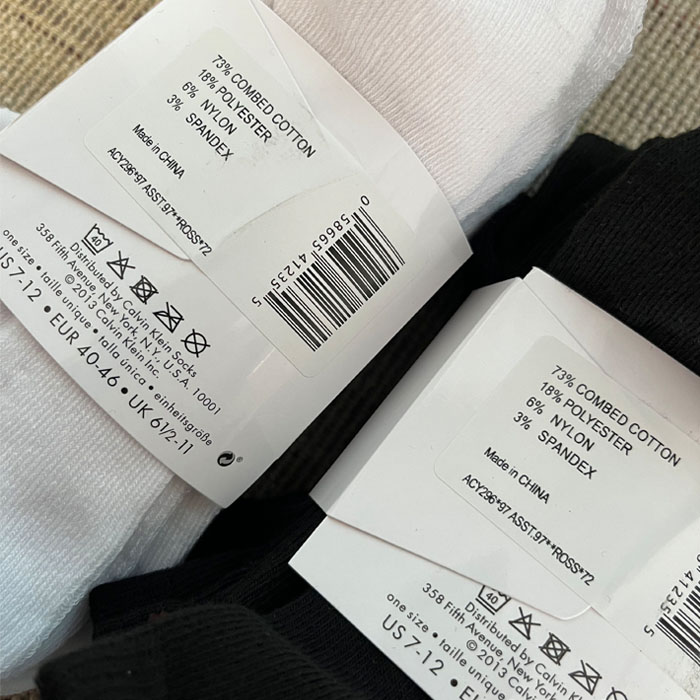 73% COMBED COTTON
18% POLYESTER
6% NYLON
3% SPANDEX
Made in CHINA
ACY296*97 ASST.97**ROSS*72
0 58665 41235 5
40
Distributed by Calvin Klein Socks
358 Fifth Avenue, New York, N.Y., U.S.A. 10001
© 2013 Calvin Klein Inc.
one size • taille unique • talla única • einheitsgröße
US 7-12 • EUR 40-46 • UK 61/2-11
73% COMBED COTTON
18% POLYESTER
6% NYLON
3% SPANDEX
Made in CHINA
ACY296*97 ASST.97**ROSS*72
41235 5
40
Distributed by Calvin
358 Fifth Avenue, New York
© 2013 Calvin
one size • taille unique
US 7-12 •